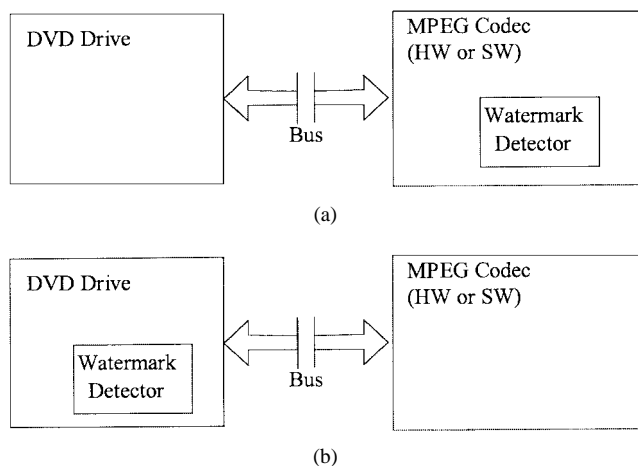 DVD Drive
MPEG Codec
(HW or SW)
Watermark
Detector
Bus
(a)
DVD Drive
MPEG Codec
(HW or SW)
Watermark
Detector
Bus
(b)